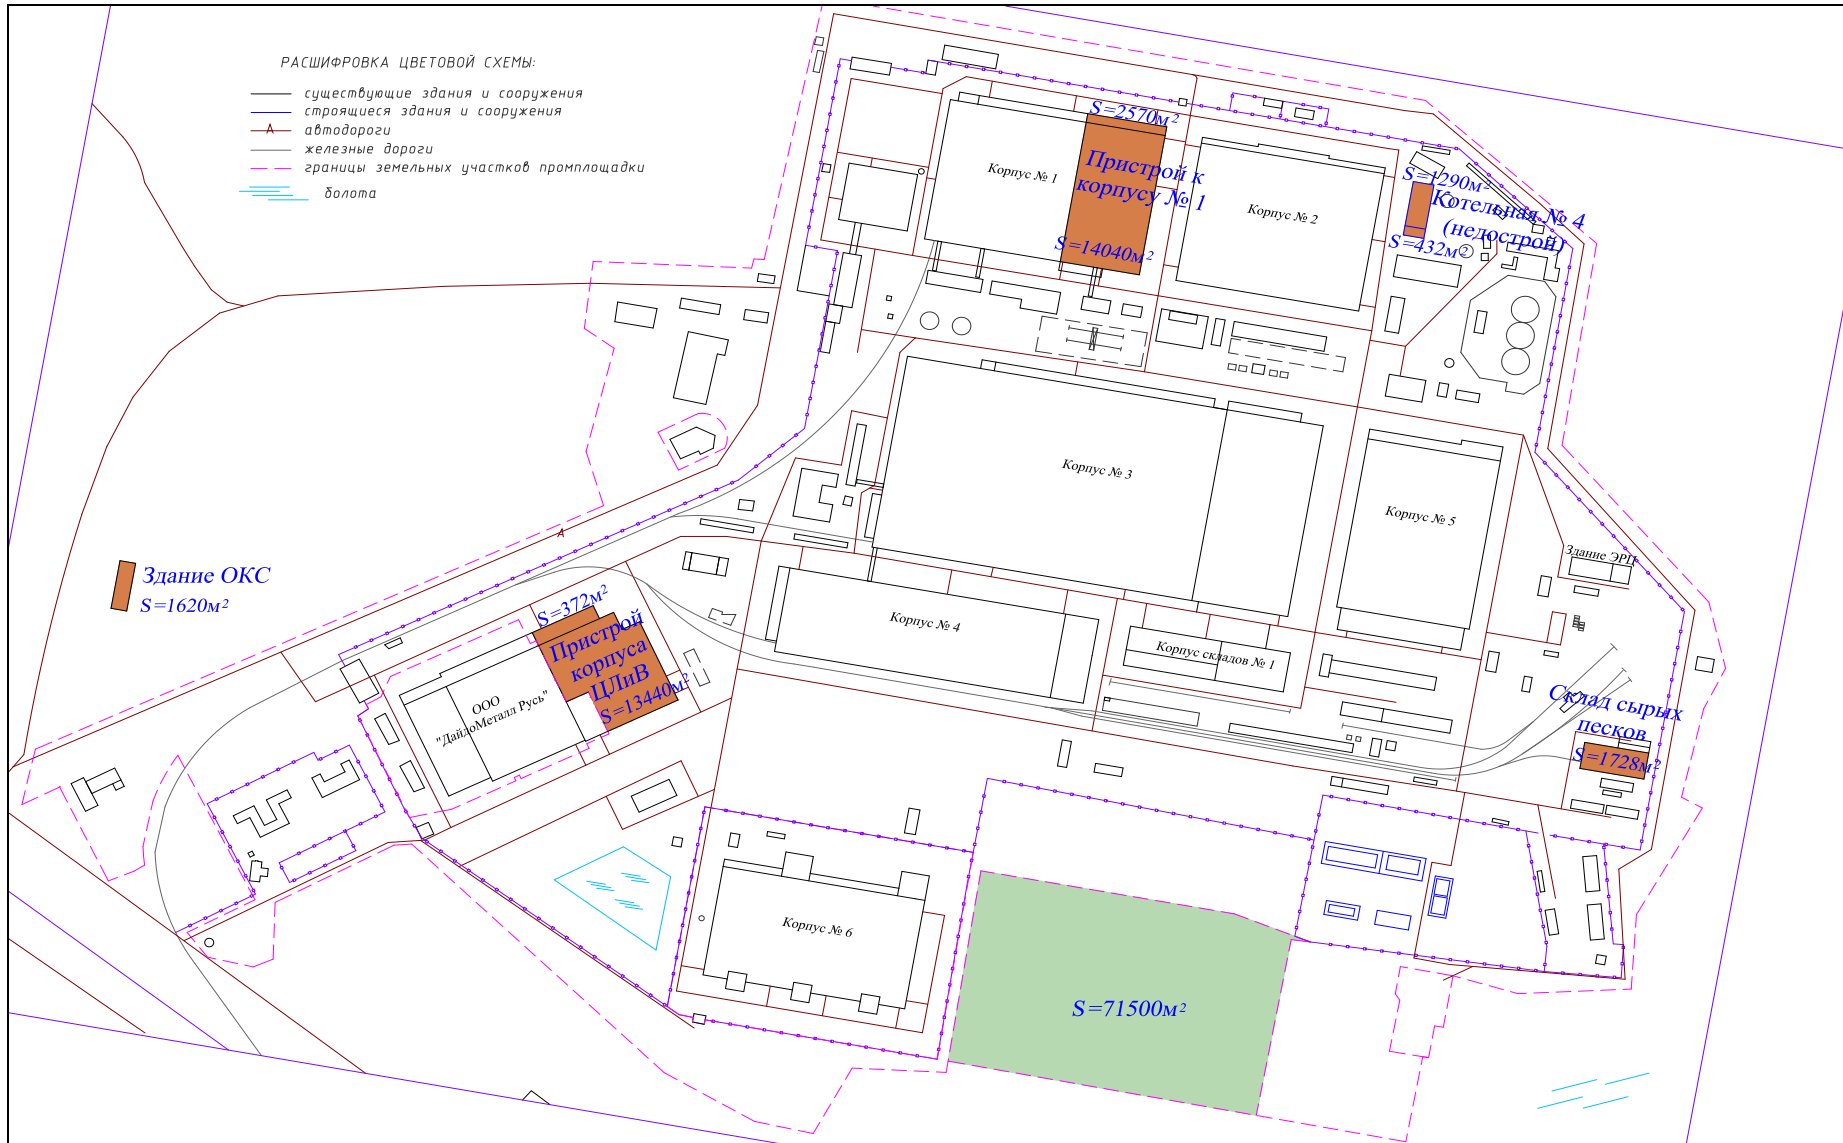 РАСШИФРОВКА ЦВЕТОВОЙ СХЕМЫ:
существующие здания и сооружения
строящиеся здания и сооружения
А автодороги
железные дороги
границы земельных участков промплощадки
болота
S=2570м²
Пристрой к
корпусу № 1
S=14040м²
Корпус № 1
Корпус № 2
S=1290м²
Котельная № 4
(недострой)
S=432м²
Корпус № 3
Корпус № 5
А
Здание ЭРЦ
Здание ОКС
S=1620м²
S=372м²
Пристрой
корпуса
ЦЛиВ
S=13440м²
ООО
"ДайдоМеталл Русь"
Корпус № 4
Корпус складов № 1
Склад сырых
песков
S=1728м²
Корпус № 6
S=71500м²